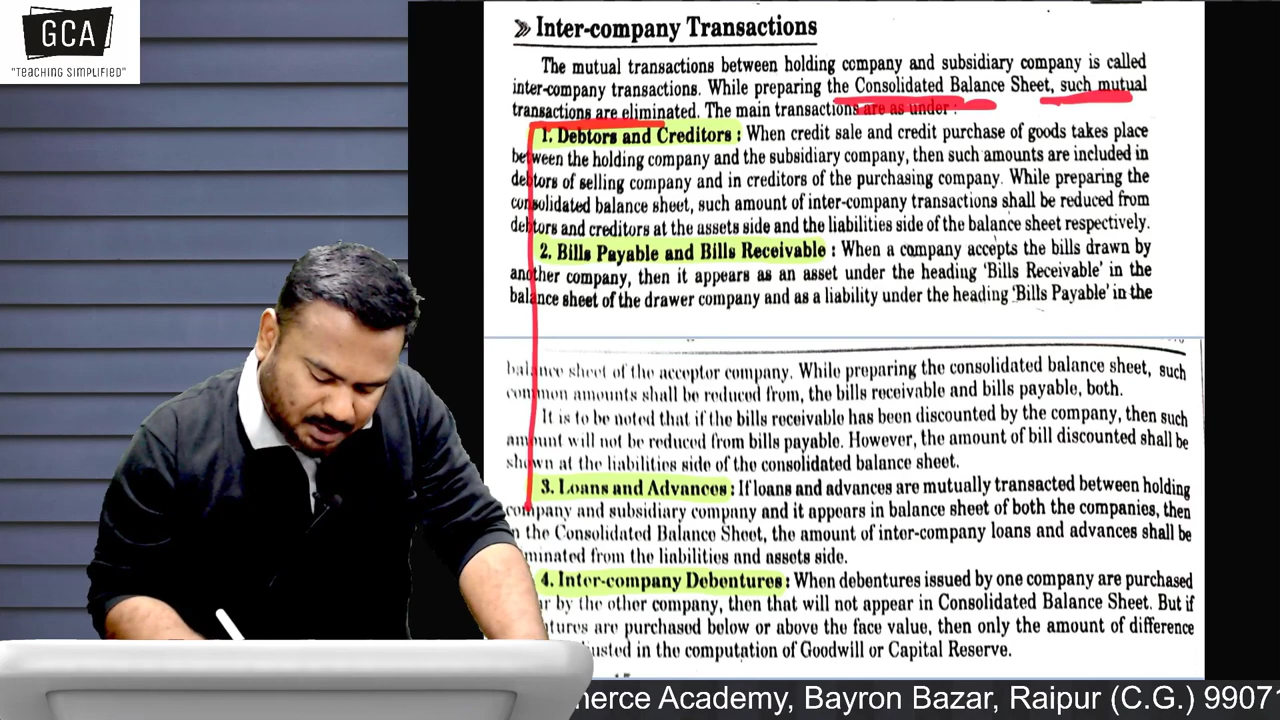 GCA
"TEACHING SIMPLIFIED"
» Inter-company Transactions
The mutual transactions between holding company and subsidiary company is called
inter-company transactions. While preparing the Consolidated Balance Sheet, such mutual
transactions are eliminated. The main transactions are as under :
1. Debtors and Creditors : When credit sale and credit purchase of goods takes place
between the holding company and the subsidiary company, then such amounts are included in
debtors of selling company and in creditors of the purchasing company. While preparing the
consolidated balance sheet, such amount of inter-company transactions shall be reduced from
debtors and creditors at the assets side and the liabilities side of the balance sheet respectively.
2. Bills Payable and Bills Receivable : When a company accepts the bills drawn by
another company, then it appears as an asset under the heading 'Bills Receivable' in the
balance sheet of the drawer company and as a liability under the heading 'Bills Payable' in the
balance sheet of the acceptor company. While preparing the consolidated balance sheet, such
common amounts shall be reduced from, the bills receivable and bills payable, both.
It is to be noted that if the bills receivable has been discounted by the company, then such
amount will not be reduced from bills payable. However, the amount of bill discounted shall be
shown at the liabilities side of the consolidated balance sheet.
3. Loans and Advances : If loans and advances are mutually transacted between holding
company and subsidiary company and it appears in balance sheet of both the companies, then
the Consolidated Balance Sheet, the amount of inter-company loans and advances shall be
minated from the liabilities and assets side.
4. Inter-company Debentures : When debentures issued by one company are purchased
by the other company, then that will not appear in Consolidated Balance Sheet. But if
tures are purchased below or above the face value, then only the amount of difference
usted in the computation of Goodwill or Capital Reserve.
merce Academy, Bayron Bazar, Raipur (C.G.) 9907